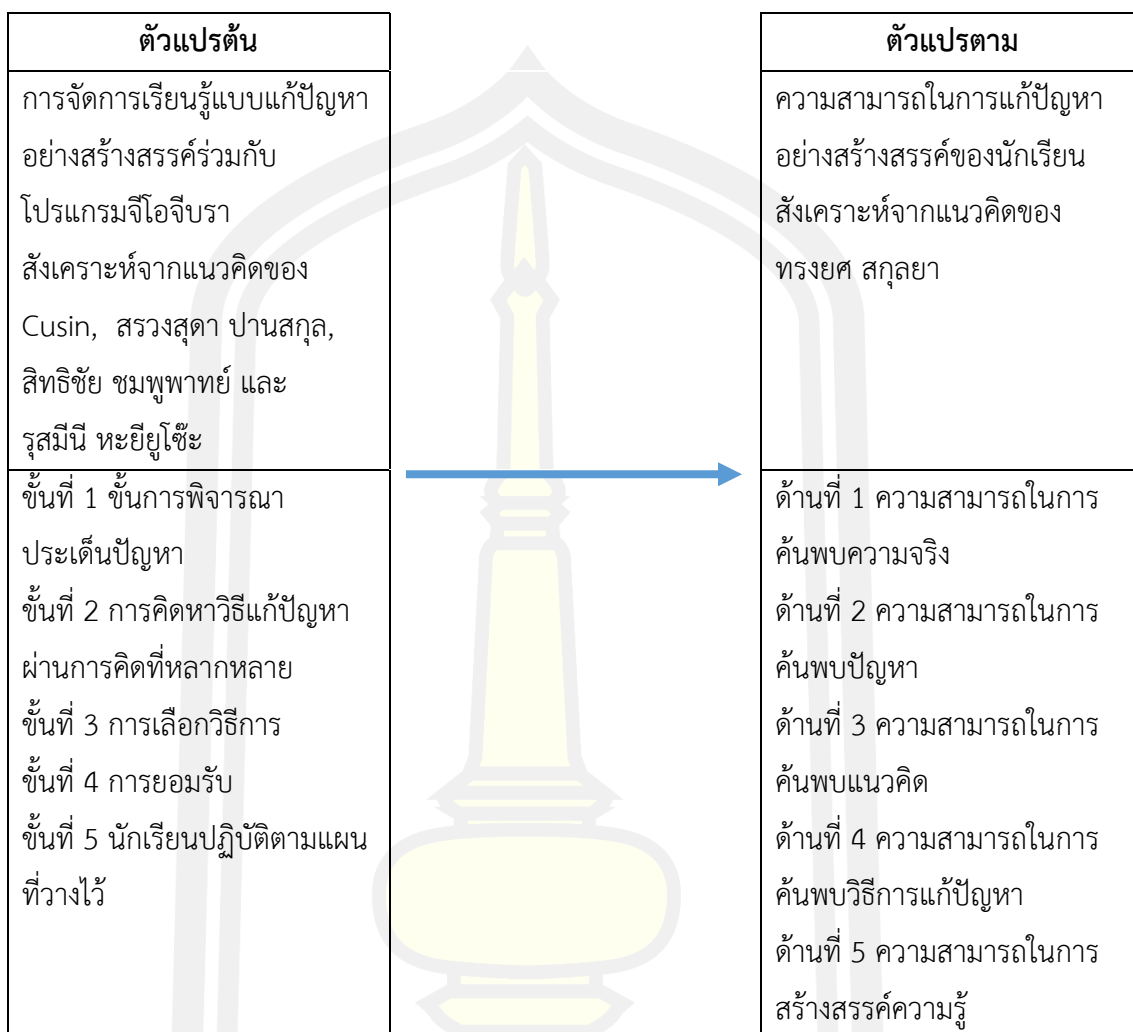 ตัวแปรต้น
การจัดการเรียนรู้แบบแก้ปัญหา
อย่างสร้างสรรค์ร่วมกับ
โปรแกรมจีโอจีบรา
สังเคราะห์จากแนวคิดของ
Cusin, สรวงสุดา ปานสกุล,
สิทธิชัย ชมพูพาทย์ และ
รุสมีนี หะยียูโซ๊ะ
ขั้นที่ 1 ขั้นการพิจารณา
ประเด็นปัญหา
ขั้นที่ 2 การคิดหาวิธีแก้ปัญหา
ผ่านการคิดที่หลากหลาย
ขั้นที่ 3 การเลือกวิธีการ
ขั้นที่ 4 การยอมรับ
ขั้นที่ 5 นักเรียนปฏิบัติตามแผน
ที่วางไว้
ตัวแปรตาม
ความสามารถในการแก้ปัญหา
อย่างสร้างสรรค์ของนักเรียน
สังเคราะห์จากแนวคิดของ
ทรงยศ สกุลยา
ด้านที่ 1 ความสามารถในการ
ค้นพบความจริง
ด้านที่ 2 ความสามารถในการ
ค้นพบปัญหา
ด้านที่ 3 ความสามารถในการ
ค้นพบแนวคิด
ด้านที่ 4 ความสามารถในการ
ค้นพบวิธีการแก้ปัญหา
ด้านที่ 5 ความสามารถในการ
สร้างสรรค์ความรู้